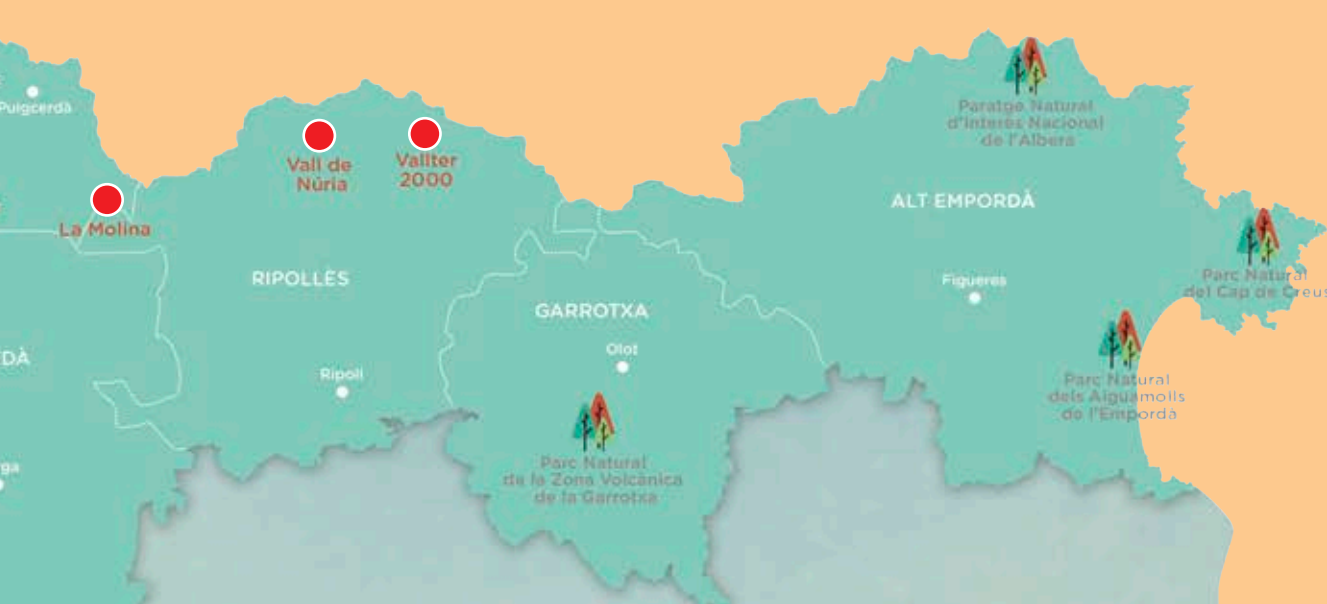 Puigcerdà
La Molina
Vall de
Núria
Vallter
2000
RIPOLLÈS
Ripoll
GARROTXA
Olot
Parc Natural
de la Zona Volcànica
de la Garrotxa
Paratge Natural
d'Interès Nacional
de l'Albera
ALT EMPORDÀ
Figueres
Parc Natural
del Cap de Creus
Parc Natural
dels Aiguamolls
de l'Empordà
DÀ
rga